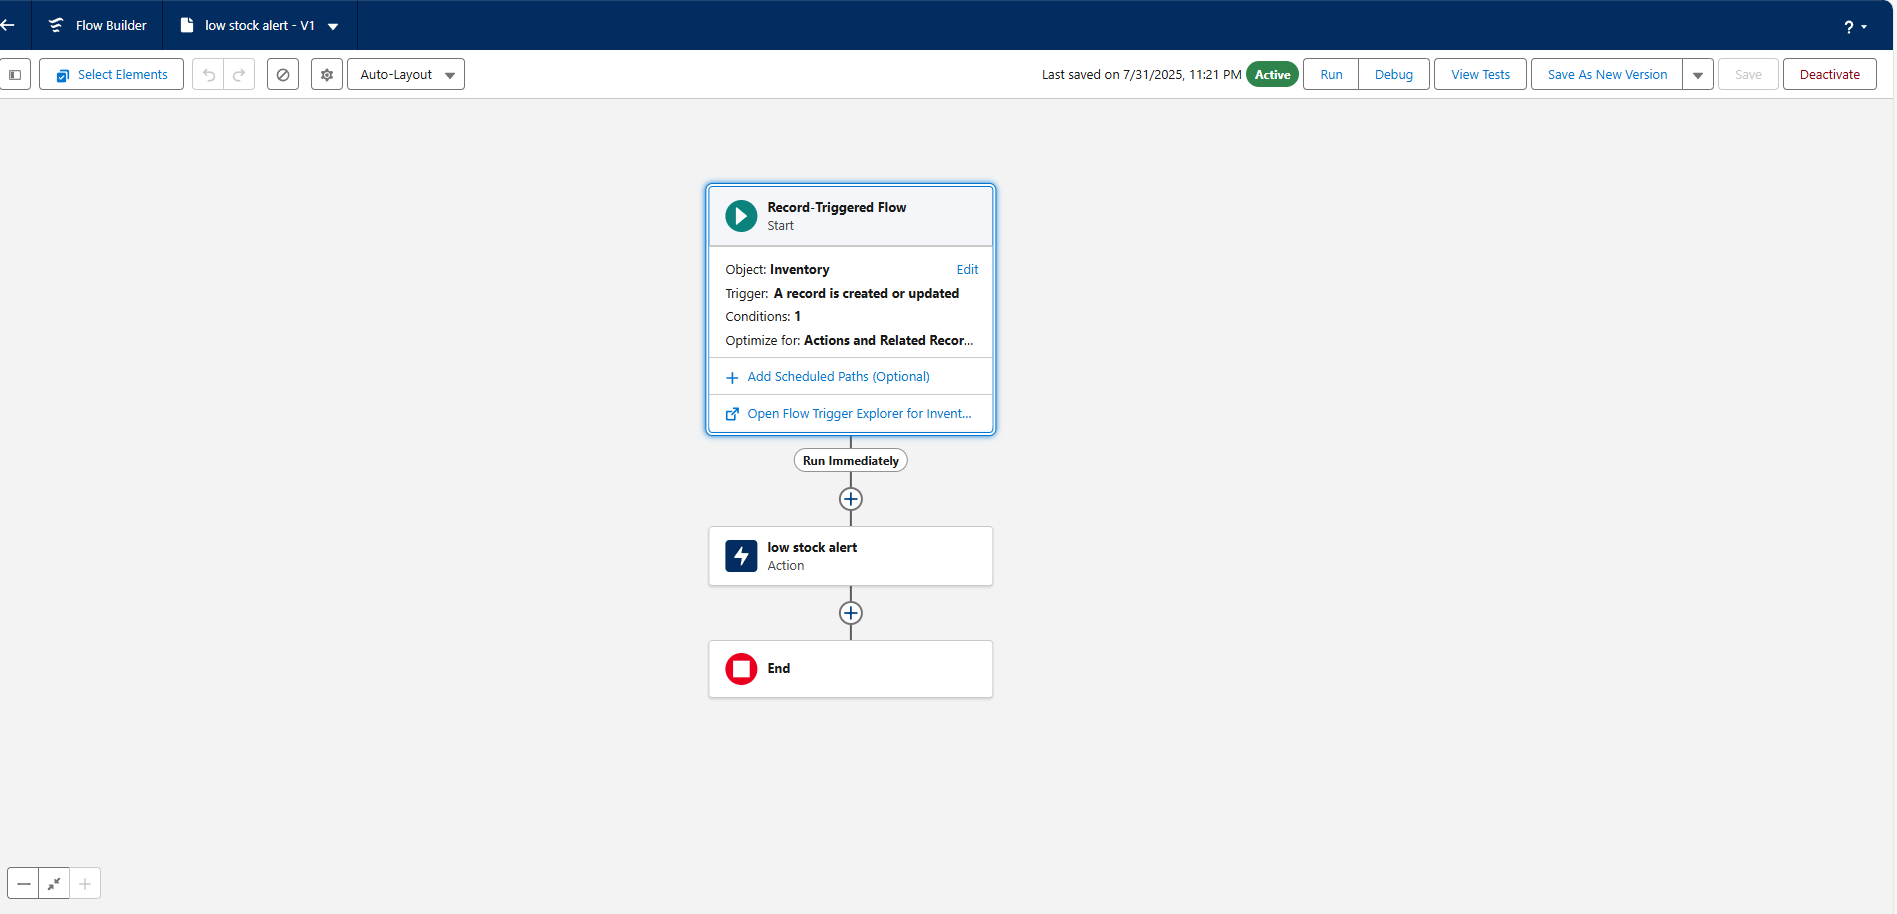 Flow Builder
low stock alert - V1
?
Select Elements
Auto-Layout
Last saved on 7/31/2025, 11:21 PM
Active
Run
Debug
View Tests
Save As New Version
Save
Deactivate
Record-Triggered Flow
Start
Object: Inventory
Edit
Trigger: A record is created or updated
Conditions: 1
Optimize for: Actions and Related Recor...
Add Scheduled Paths (Optional)
Open Flow Trigger Explorer for Invent...
Run Immediately
low stock alert
Action
End